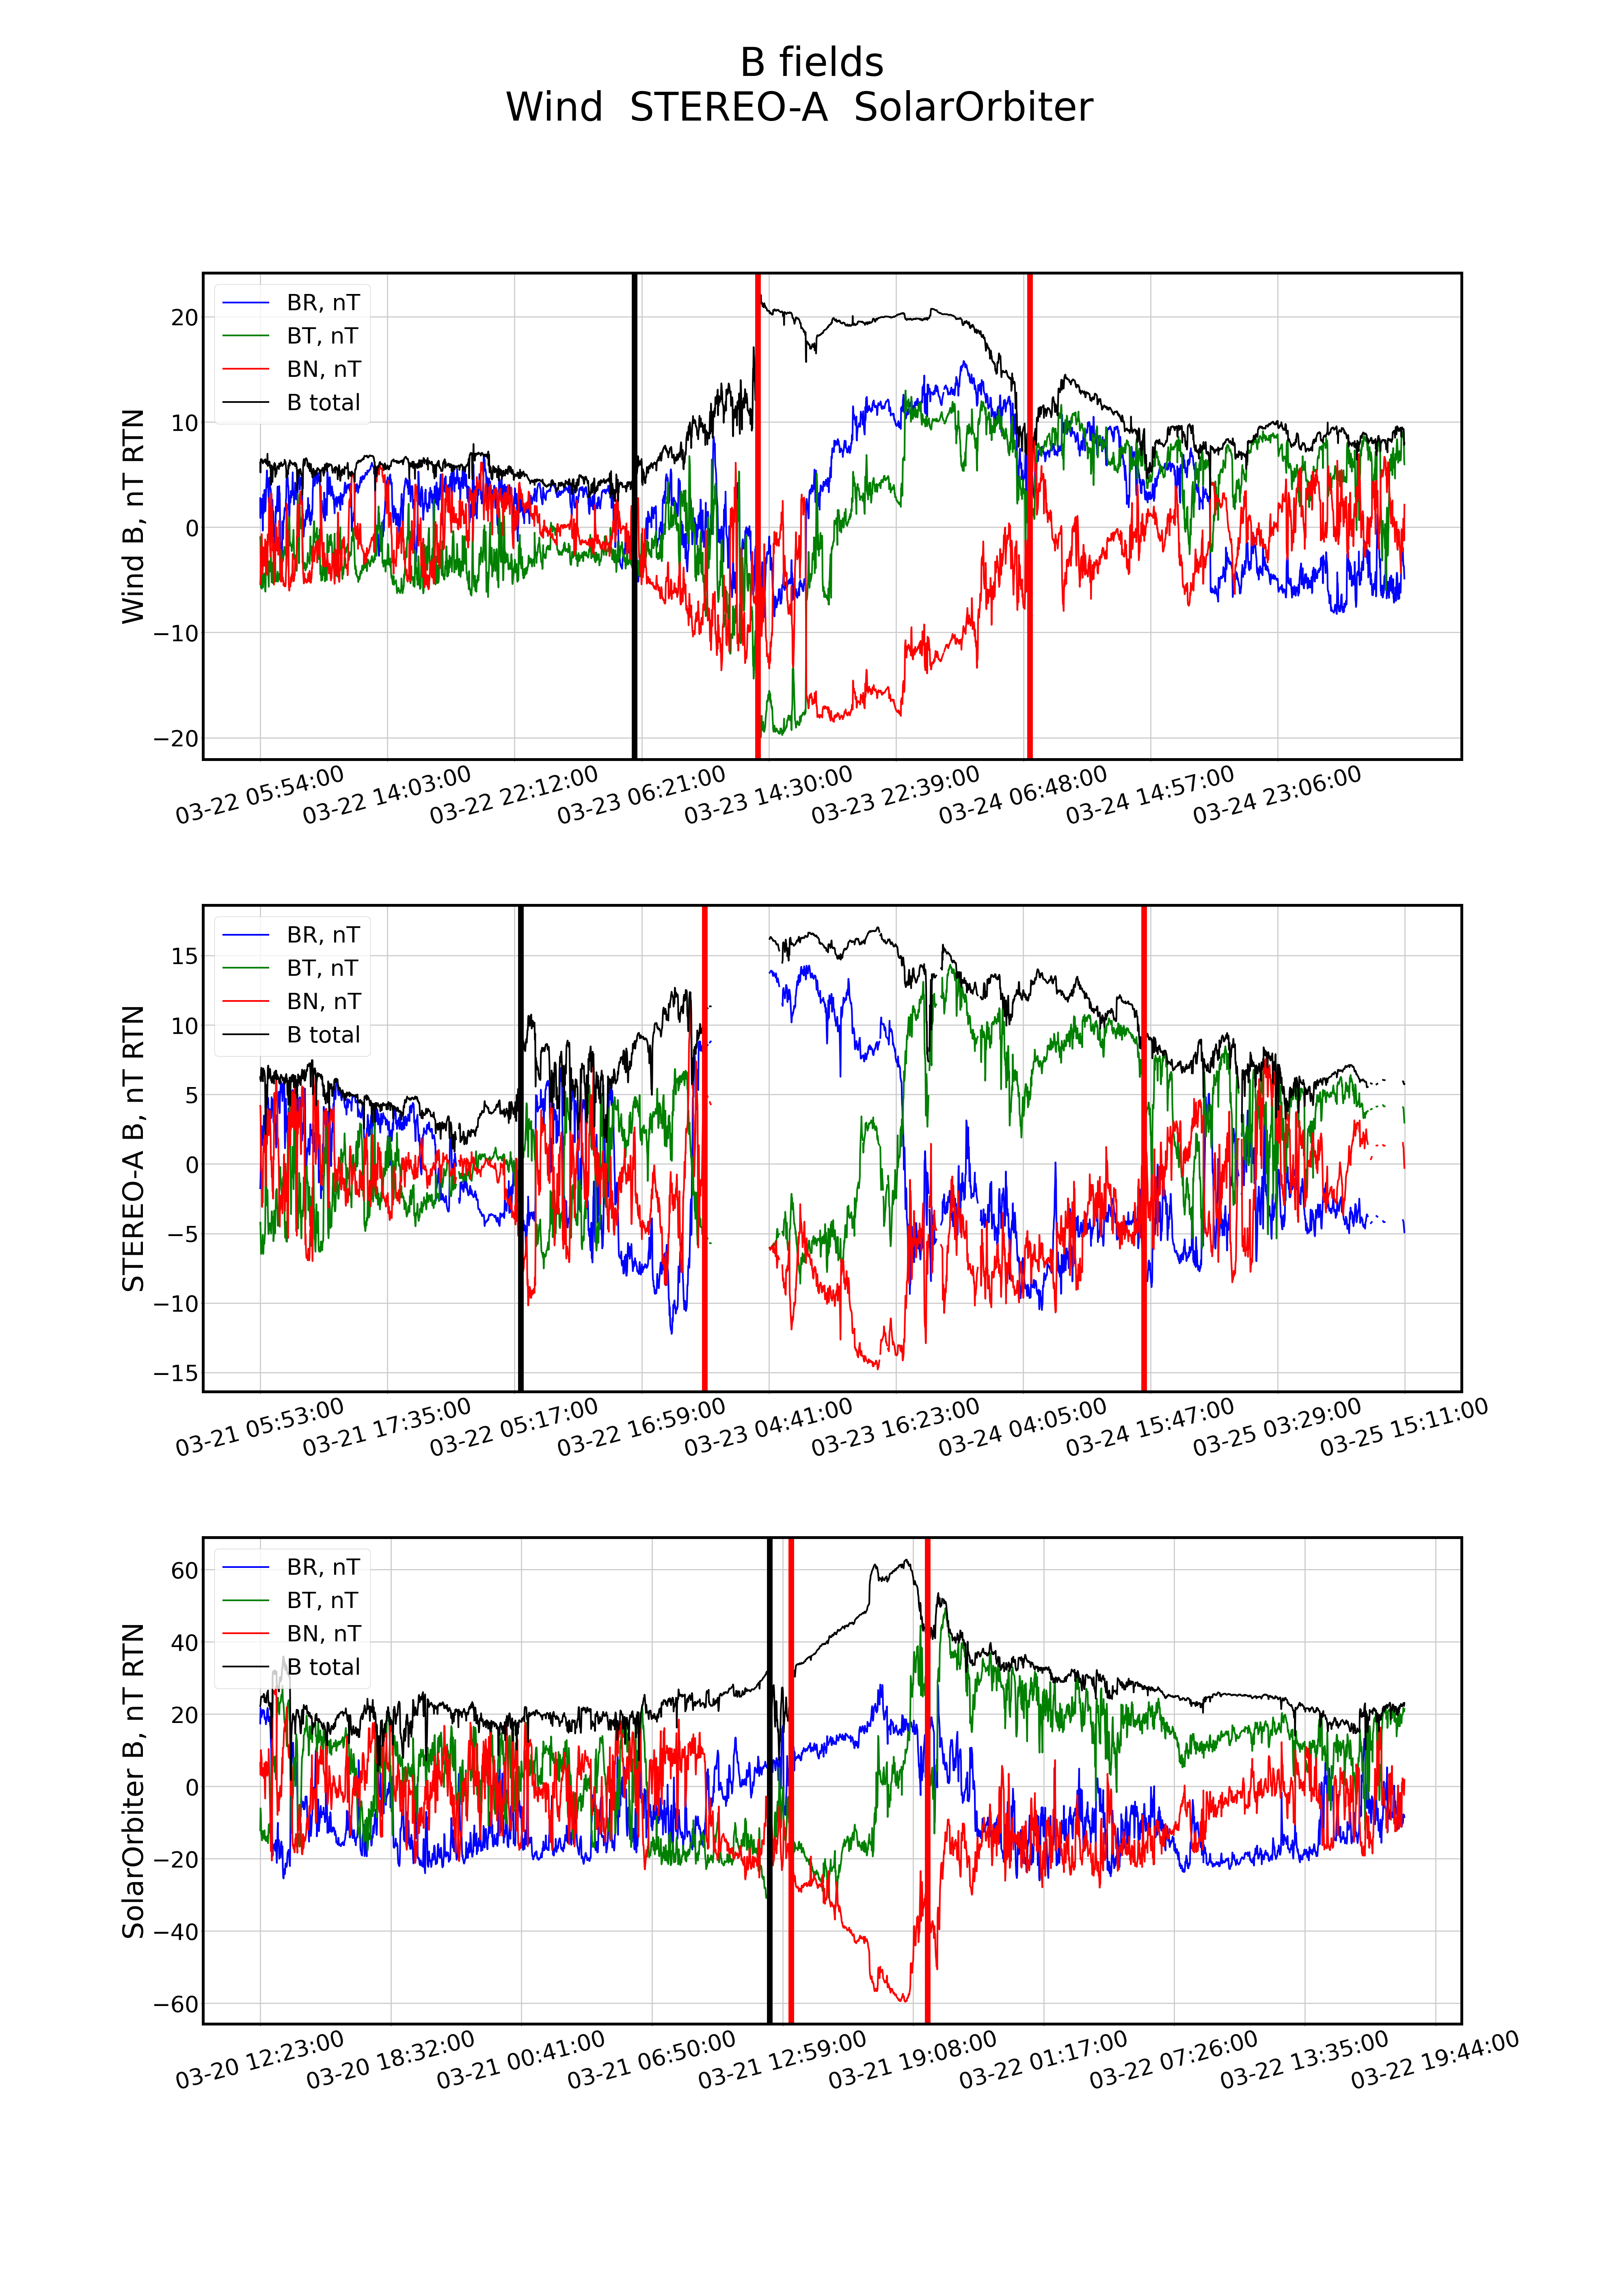 B fields
Wind  STEREO-A  SolarOrbiter
Wind B, nT RTN
BR, nT
BT, nT
BN, nT
B total
20
10
0
−10
−20
03-22 05:54:00
03-22 14:03:00
03-22 22:12:00
03-23 06:21:00
03-23 14:30:00
03-23 22:39:00
03-24 06:48:00
03-24 14:57:00
03-24 23:06:00
STEREO-A B, nT RTN
BR, nT
BT, nT
BN, nT
B total
15
10
5
0
−5
−10
−15
03-21 05:53:00
03-21 17:35:00
03-22 05:17:00
03-22 16:59:00
03-23 04:41:00
03-23 16:23:00
03-24 04:05:00
03-24 15:47:00
03-25 03:29:00
03-25 15:11:00
SolarOrbiter B, nT RTN
BR, nT
BT, nT
BN, nT
B total
60
40
20
0
−20
−40
−60
03-20 12:23:00
03-20 18:32:00
03-21 00:41:00
03-21 06:50:00
03-21 12:59:00
03-21 19:08:00
03-22 01:17:00
03-22 07:26:00
03-22 13:35:00
03-22 19:44:00